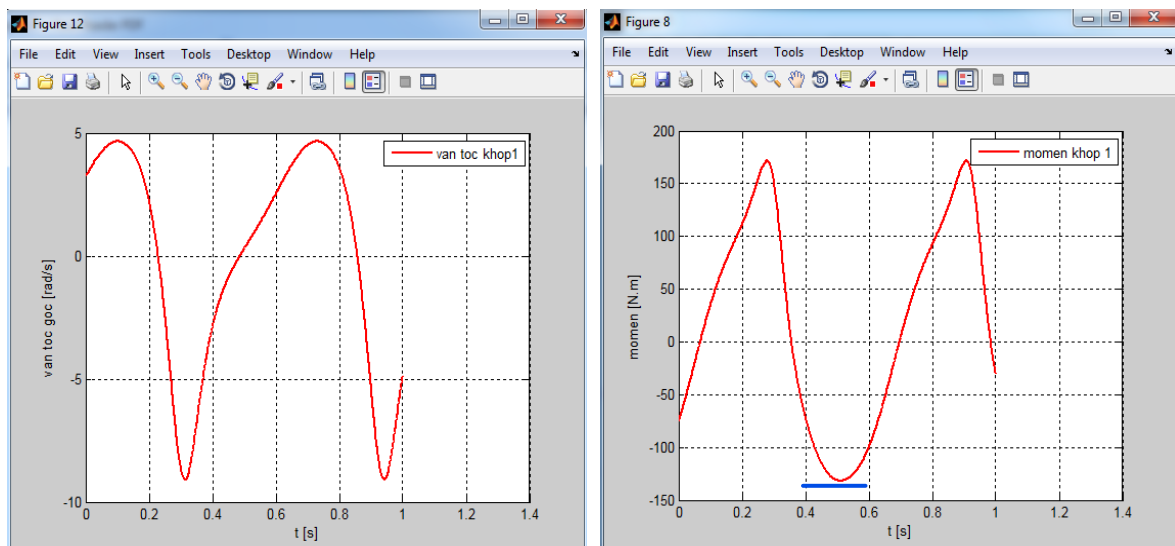 Figure 12
File Edit View Insert Tools Desktop Window Help
5
0
-5
-10
van toc goc [rad/s]
van toc khop1
0 0.2 0.4 0.6 0.8 1 1.2 1.4
t [s]
Figure 8
File Edit View Insert Tools Desktop Window Help
200
150
100
50
0
-50
-100
-150
momen [N.m]
momen khop 1
0 0.2 0.4 0.6 0.8 1 1.2 1.4
t [s]